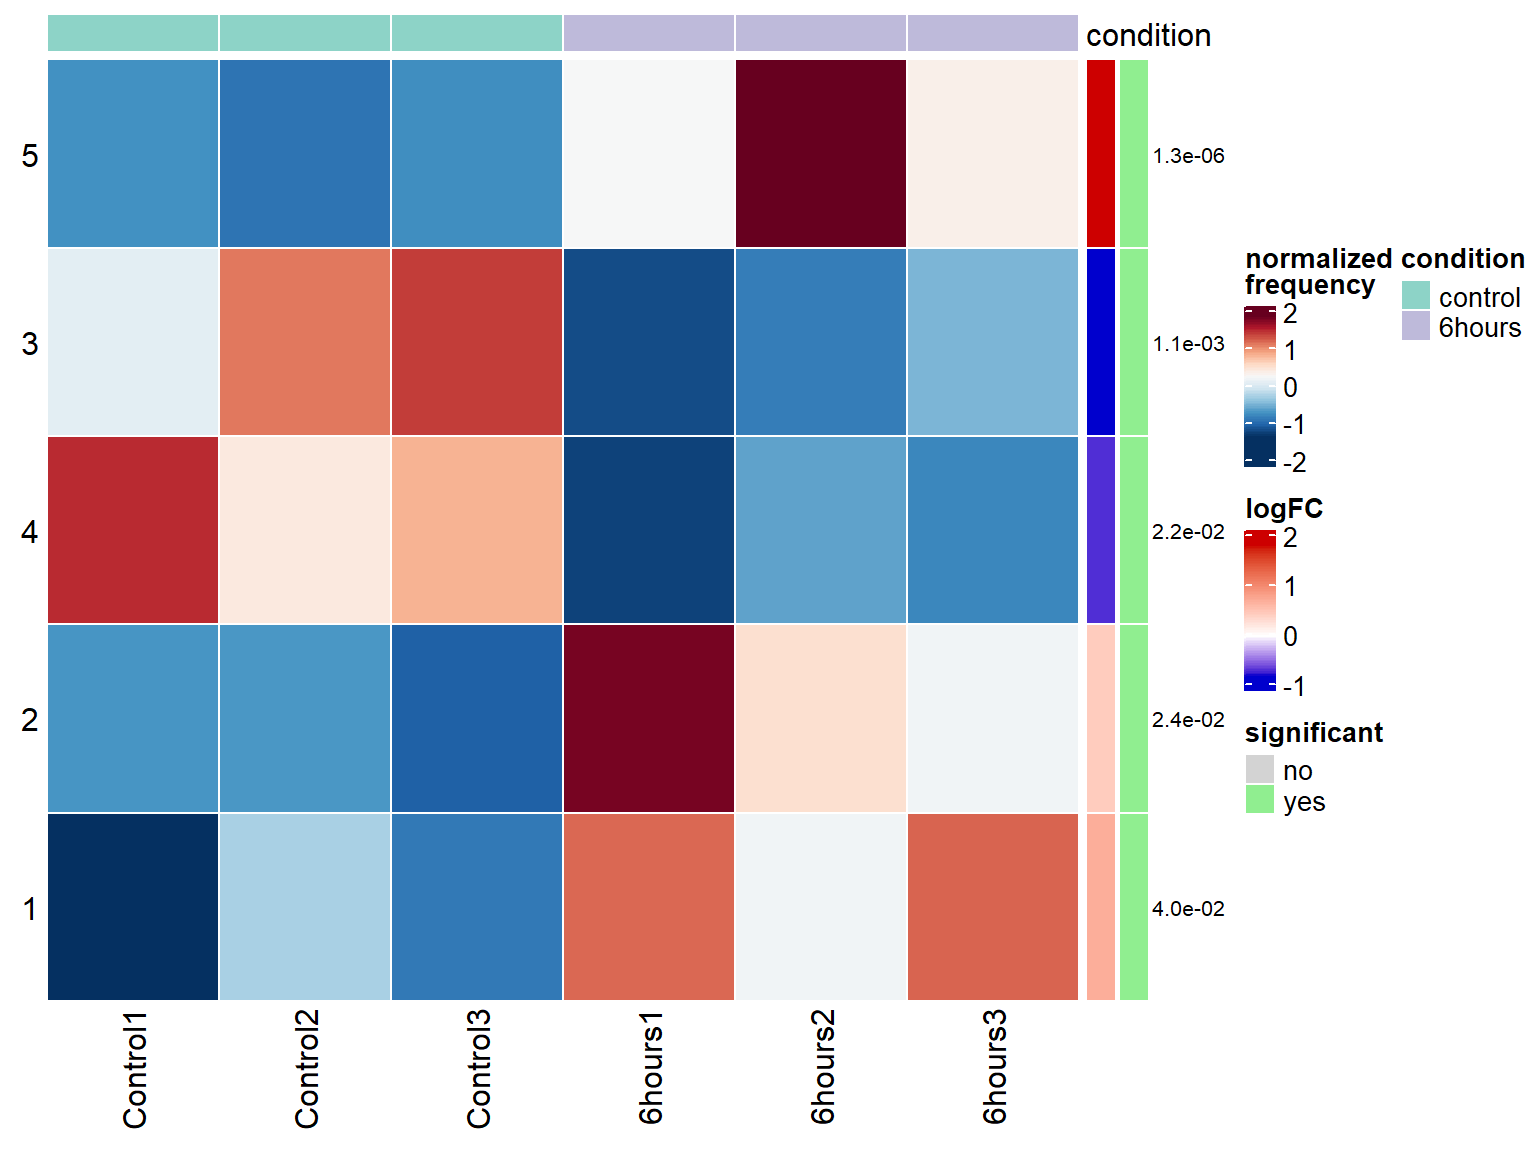 condition
5
1.3e-06
3
1.1e-03
4
2.2e-02
2
2.4e-02
1
4.0e-02
Control1
Control2
Control3
6hours1
6hours2
6hours3
normalized
frequency
2
1
0
-1
-2
condition
control
6hours
logFC
2
1
0
-1
significant
no
yes